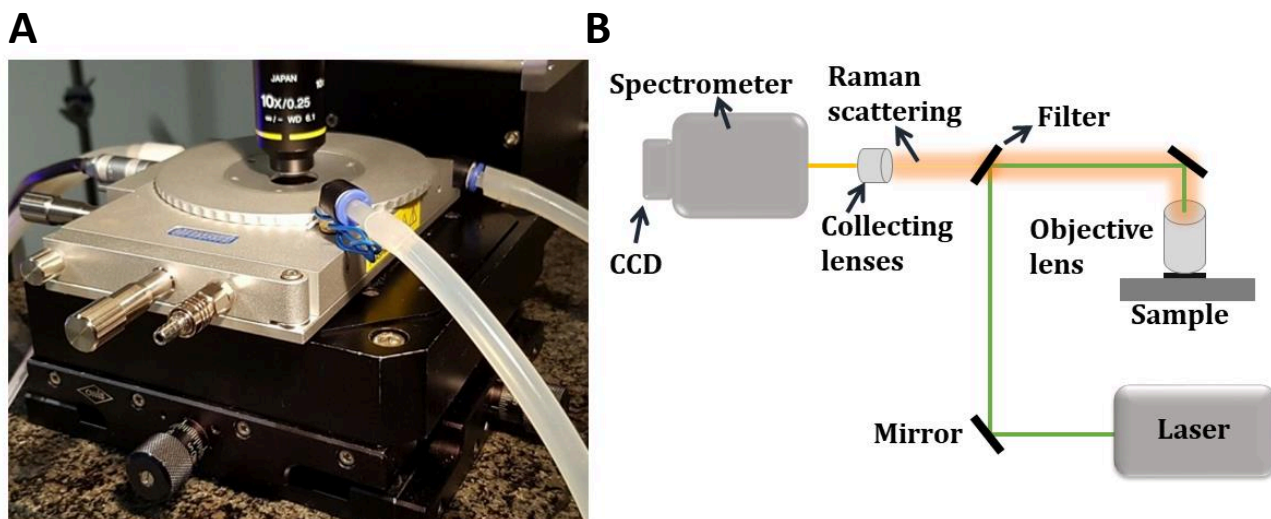 A
B
JAPAN
10X/0.25
∞/- WD 6.1
Spectrometer
Raman
scattering
Filter
CCD
Collecting
lenses
Objective
lens
Sample
Mirror
Laser